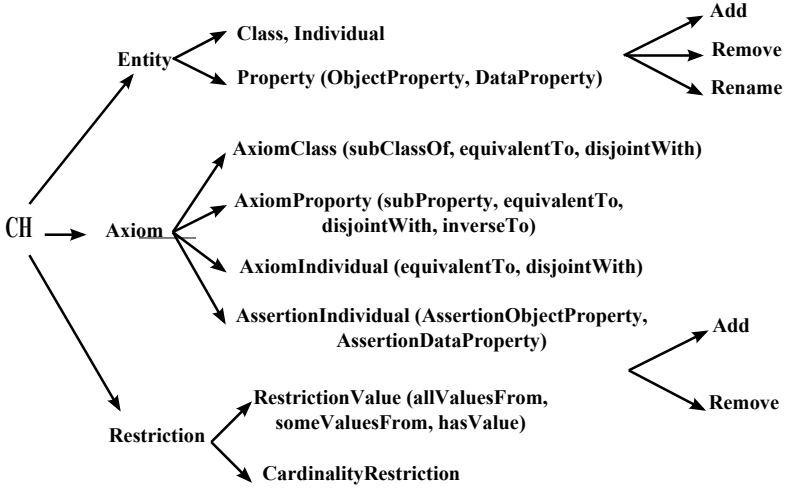 Add
Class, Individual
Entity
Remove
Property (ObjectProperty, DataProperty)
Rename
AxiomClass (subClassOf, equivalentTo, disjointWith)
AxiomProporty (subProperty, equivalentTo,
disjointWith, inverseTo)
CH
Axiom
AxiomIndividual (equivalentTo, disjointWith)
AssertionIndividual (AssertionObjectProperty,
AssertionDataProperty)
Add
RestrictionValue (allValuesFrom,
someValuesFrom, hasValue)
Remove
Restriction
CardinalityRestriction